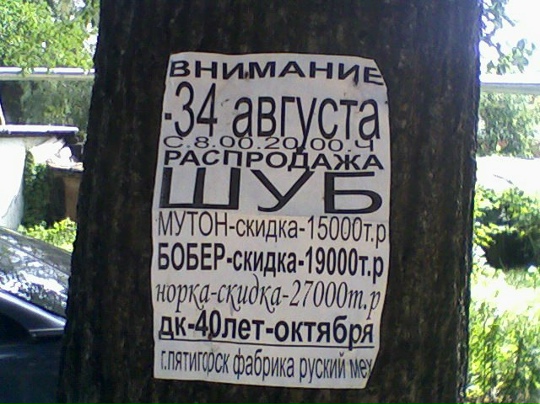 ВНИМАНИЕ
-34 августа
С.8.00.20.00.Ч
РАСПРОДАЖА
ШУБ
МУТОН-скидка-15000т.р
БОБЕР-скидка-19000т.р
норка-скидка-27000т.р
дк-40лет-октября
г.пятигорск фабрика руский мех